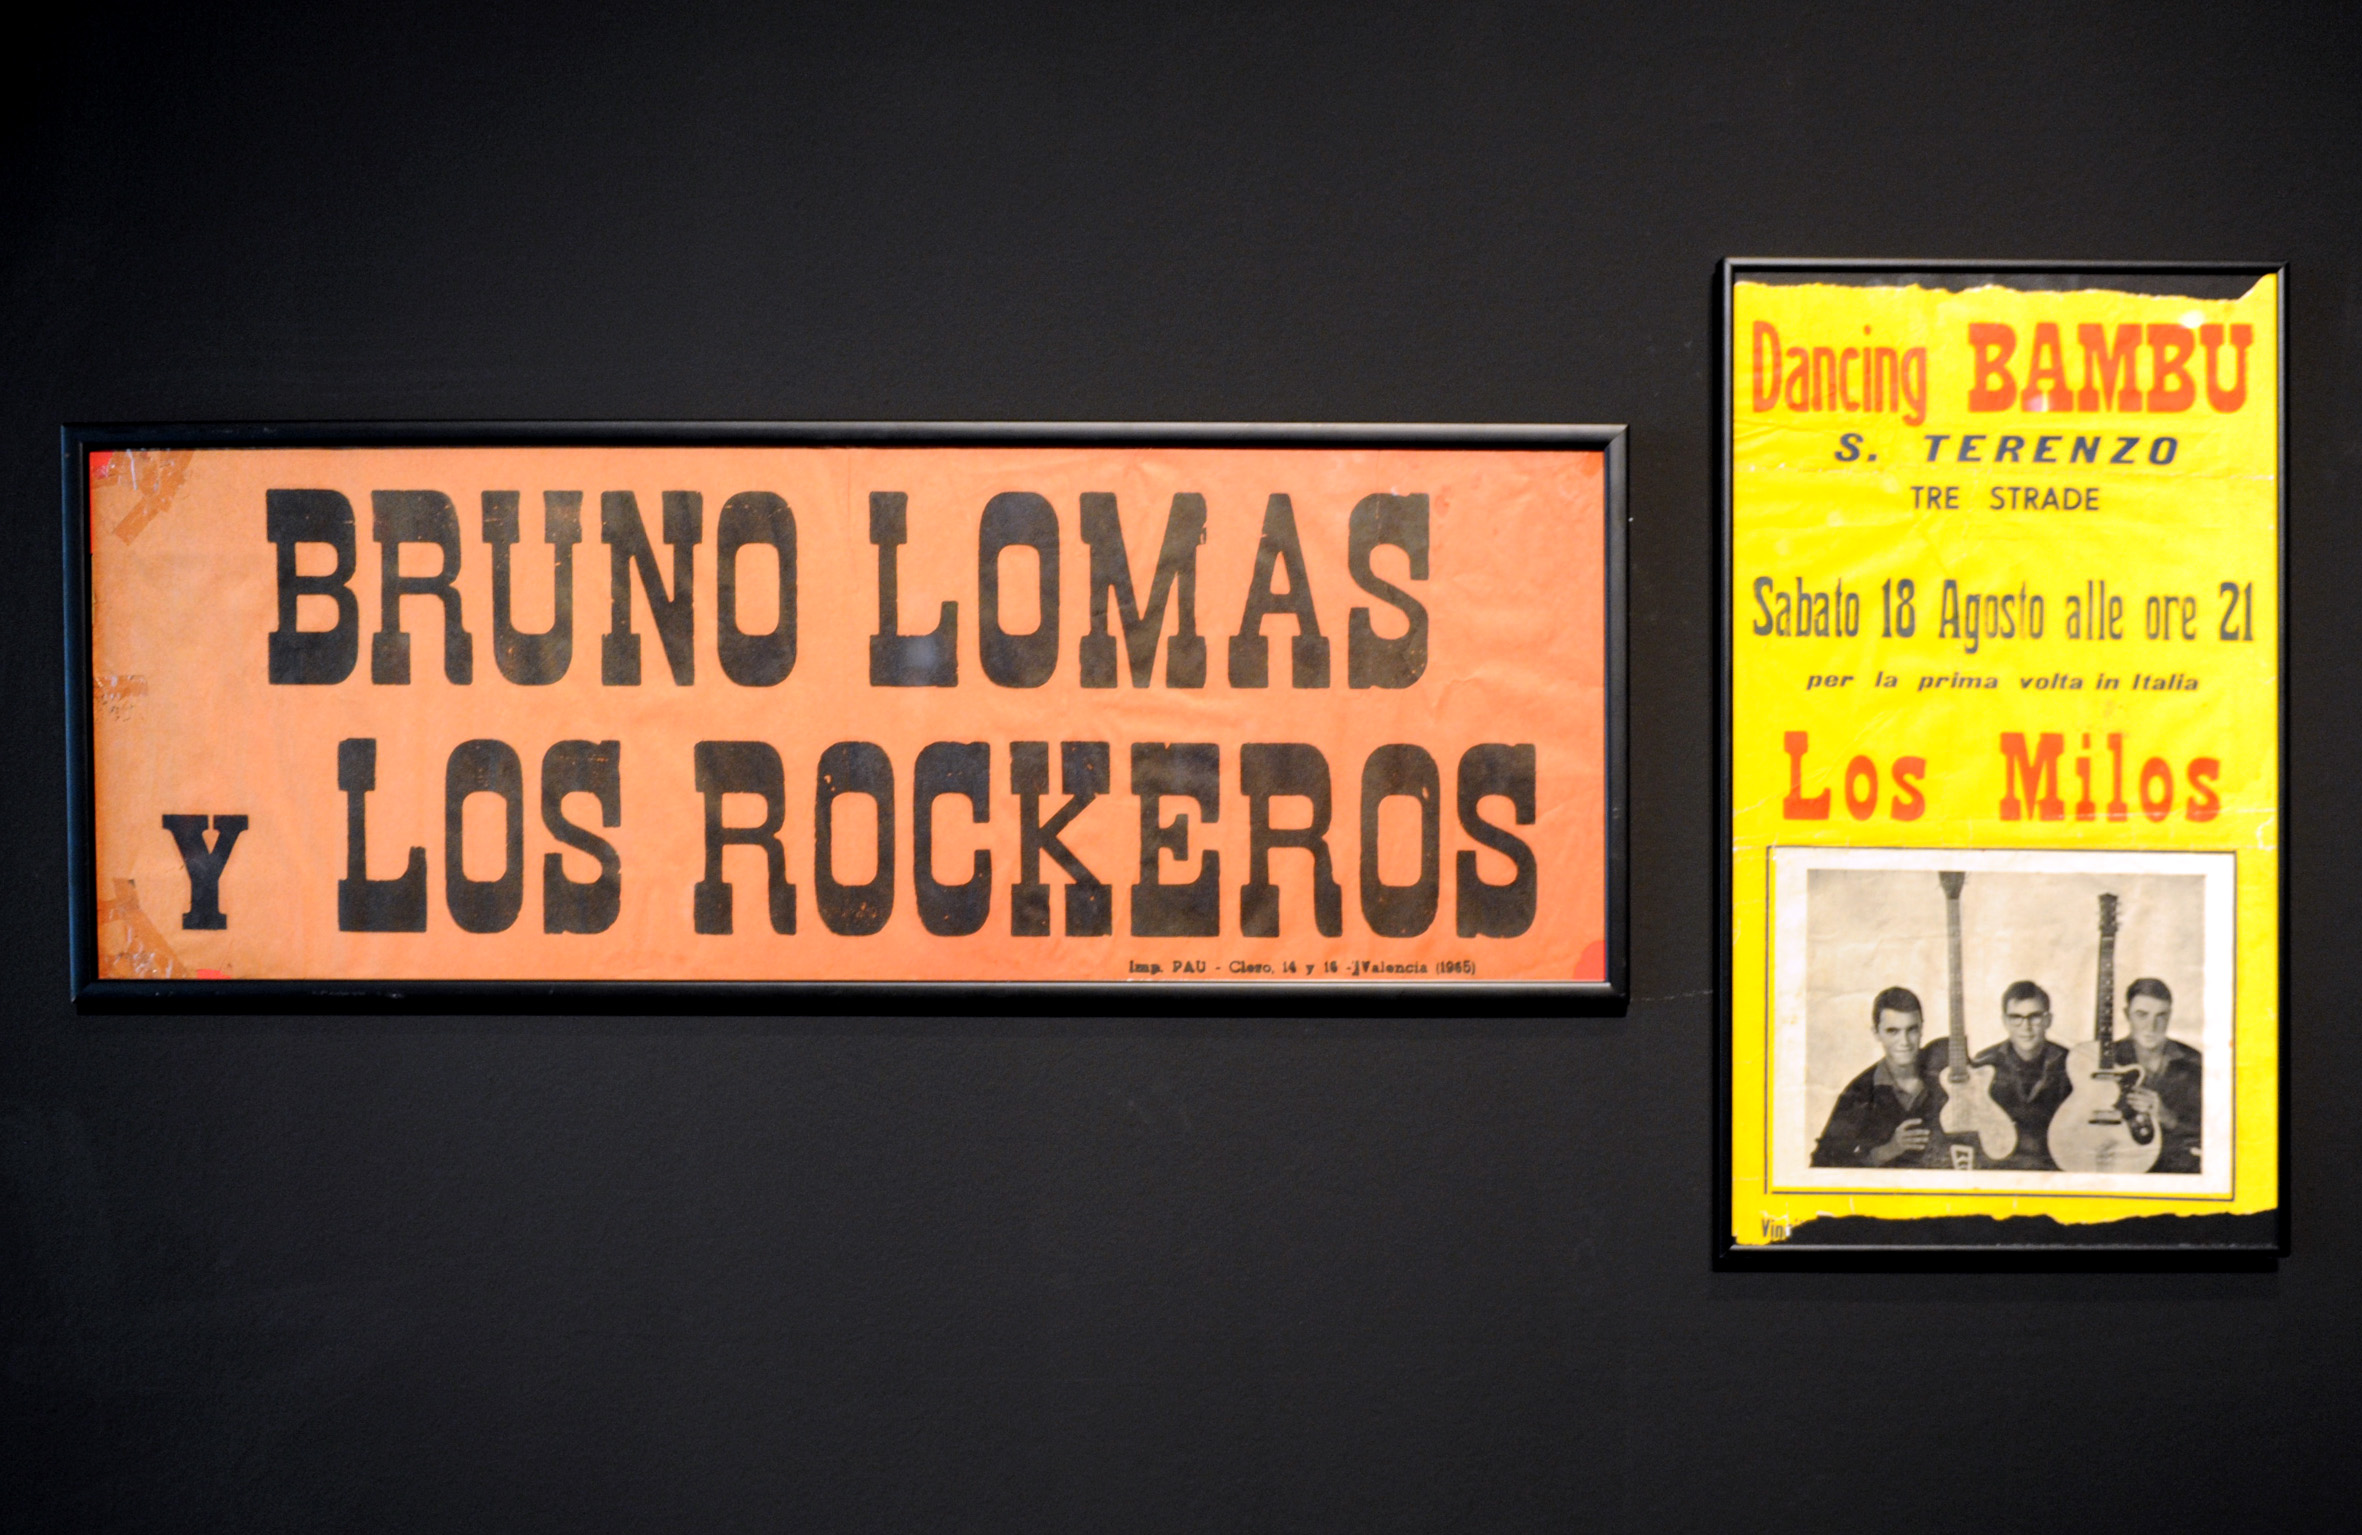 BRUNO LOMAS
Y LOS ROCKEROS
Imp. PAU - Clero, 14 y 16 - Valencia (1965)
Dancing BAMBU
S. TERENZO
TRE STRADE
Sabato 18 Agosto alle ore 21
per la prima volta in Italia
Los Milos